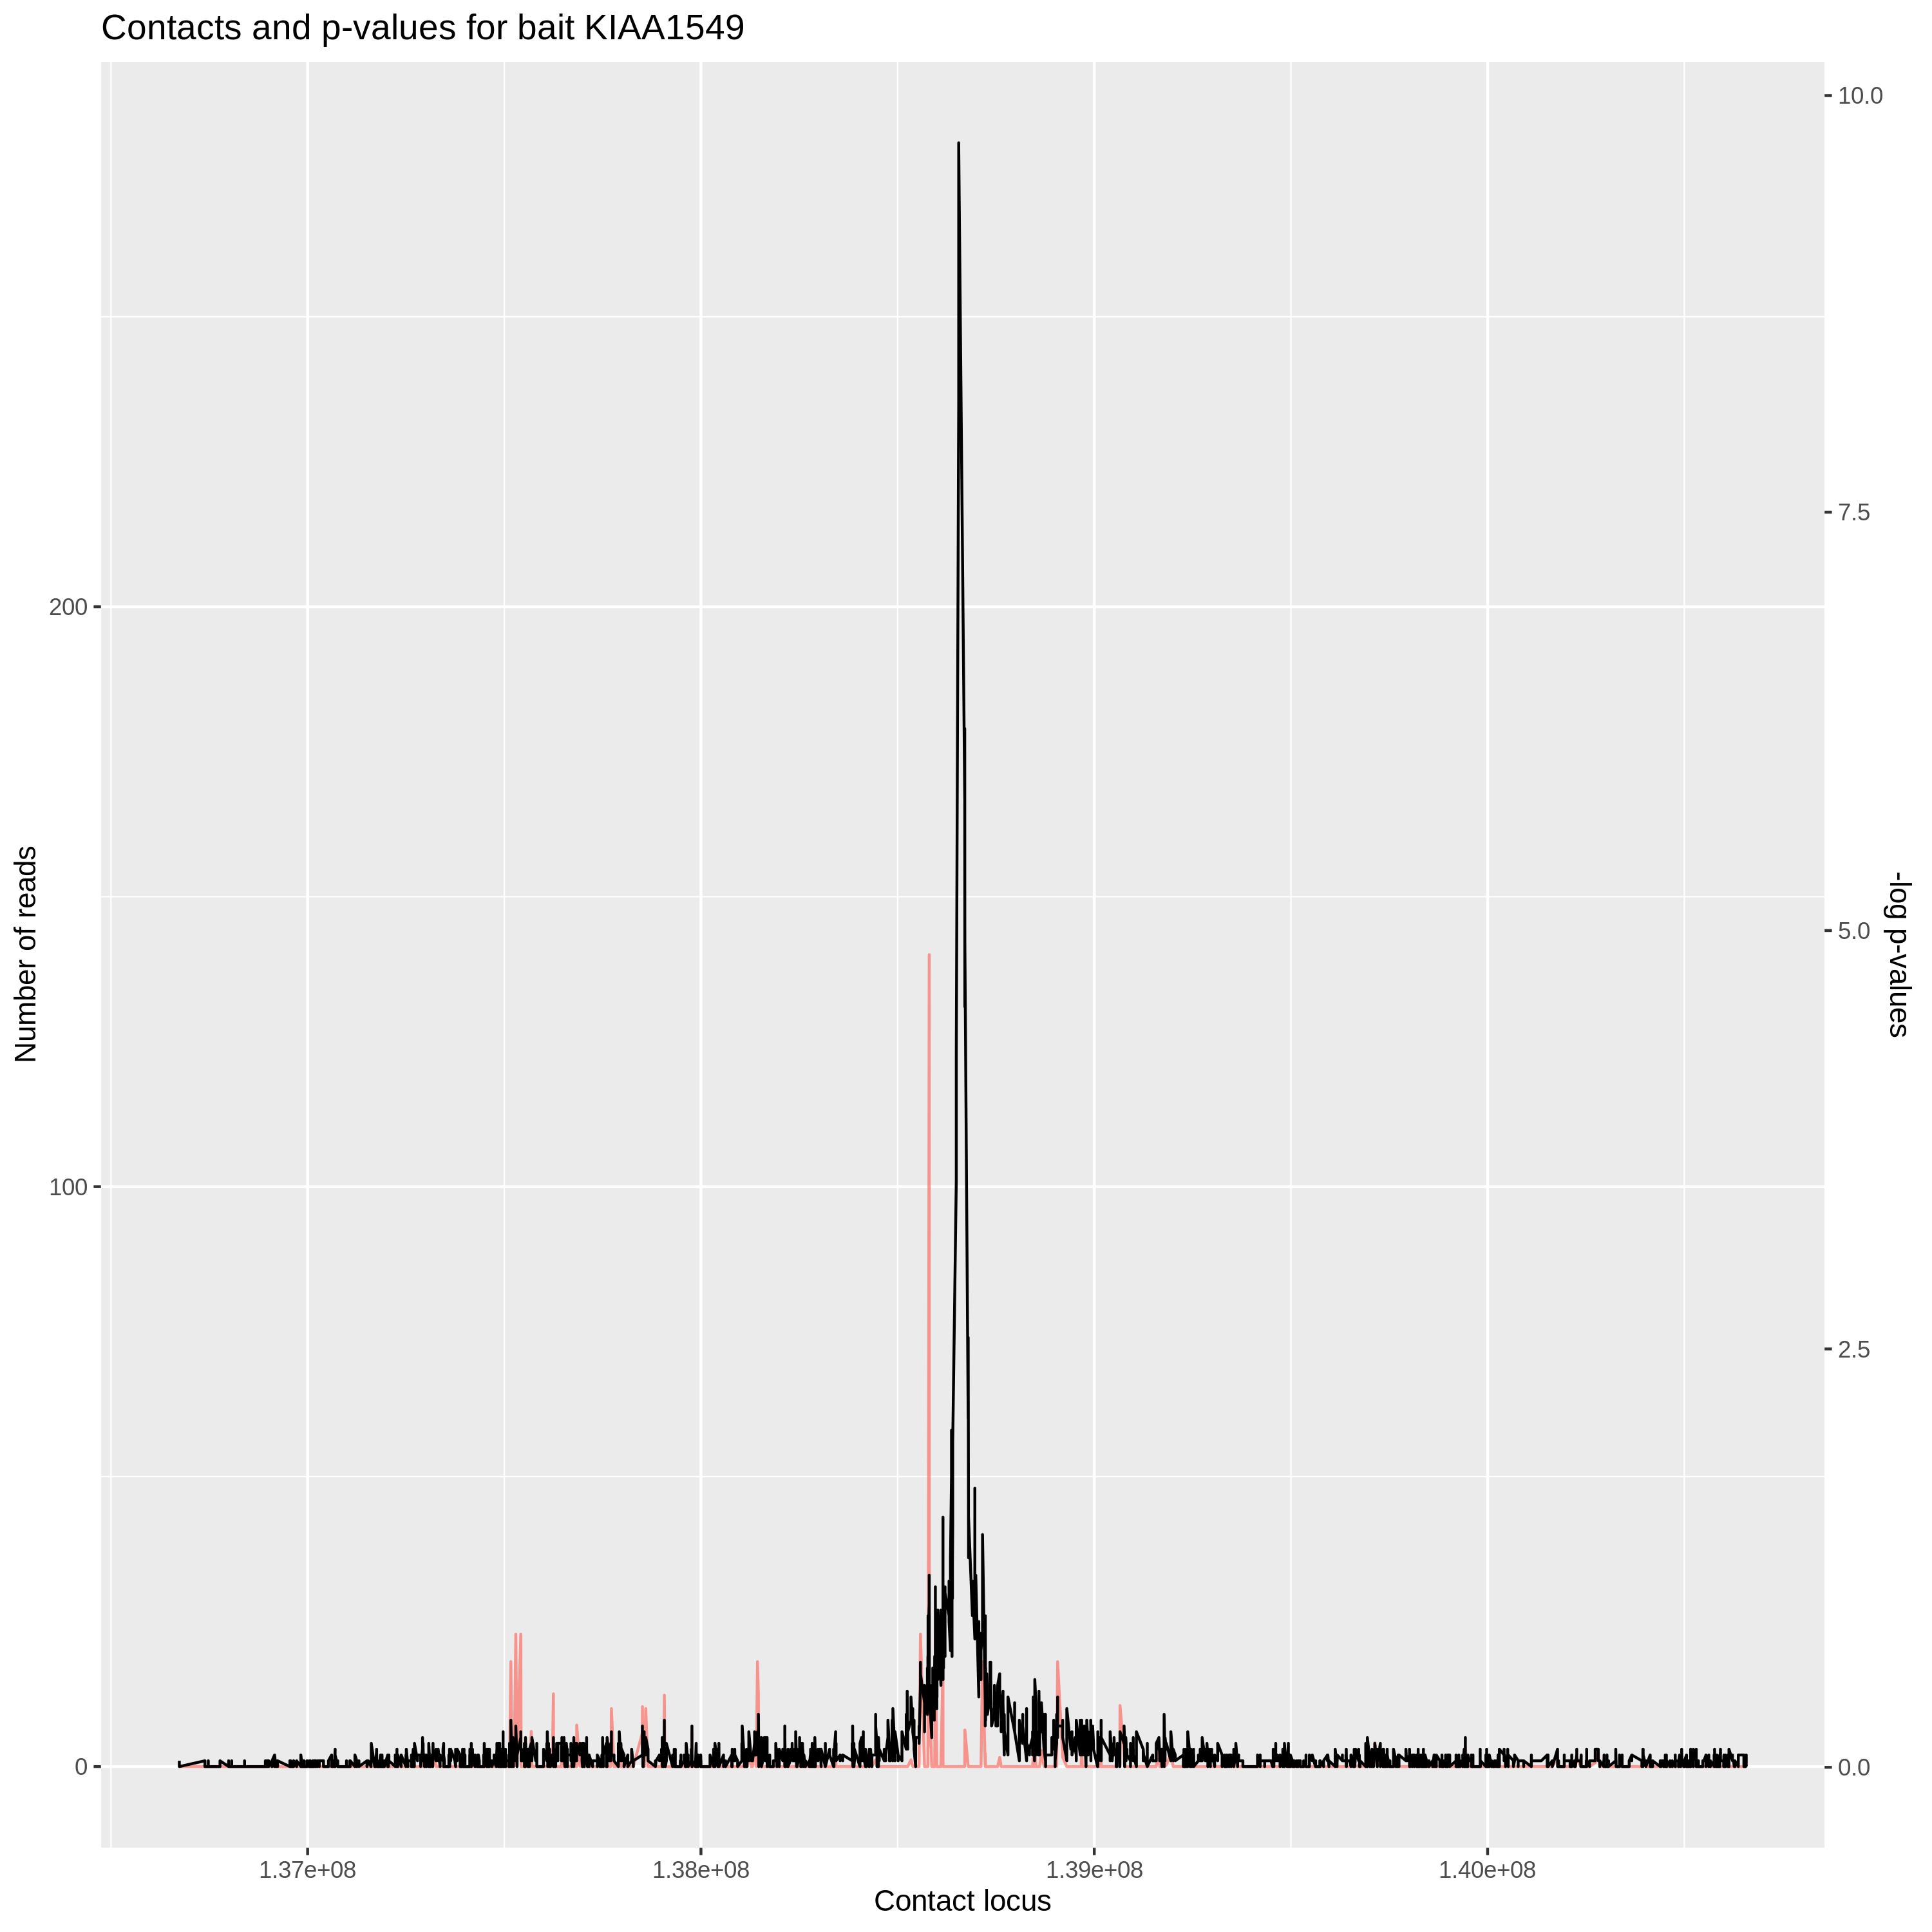 Contacts and p-values for bait KIAA1549
Number of reads
200
100
0
10.0
7.5
5.0
2.5
0.0
-log p-values
1.37e+08
1.38e+08
1.39e+08
1.40e+08
Contact locus